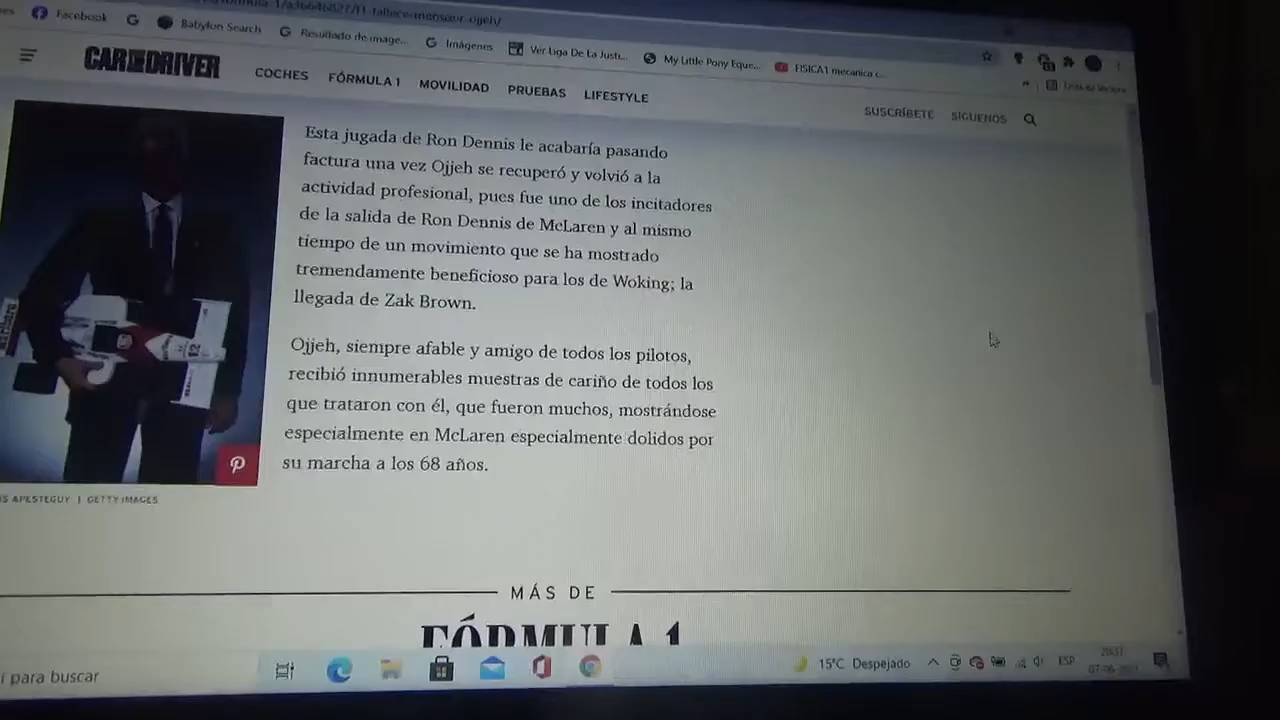 Facebook
Babylon Search
Resultado de image...
Imágenes
Ver Liga De La Justi...
My Little Pony Eque...
FISICA1 mecanica c...
CAR AND DRIVER
COCHES FÓRMULA 1 MOVILIDAD PRUEBAS LIFESTYLE
SUSCRÍBETE SÍGUENOS
Esta jugada de Ron Dennis le acabaría pasando
factura una vez Ojjeh se recuperó y volvió a la
actividad profesional, pues fue uno de los incitadores
de la salida de Ron Dennis de McLaren y al mismo
tiempo de un movimiento que se ha mostrado
tremendamente beneficioso para los de Woking; la
llegada de Zak Brown.
Ojjeh, siempre afable y amigo de todos los pilotos,
recibió innumerables muestras de cariño de todos los
que trataron con él, que fueron muchos, mostrándose
especialmente en McLaren especialmente dolidos por
su marcha a los 68 años.
APESTEGUY | GETTY IMAGES
MÁS DE
FÓRMULA 1
para buscar
15°C Despejado
ESP